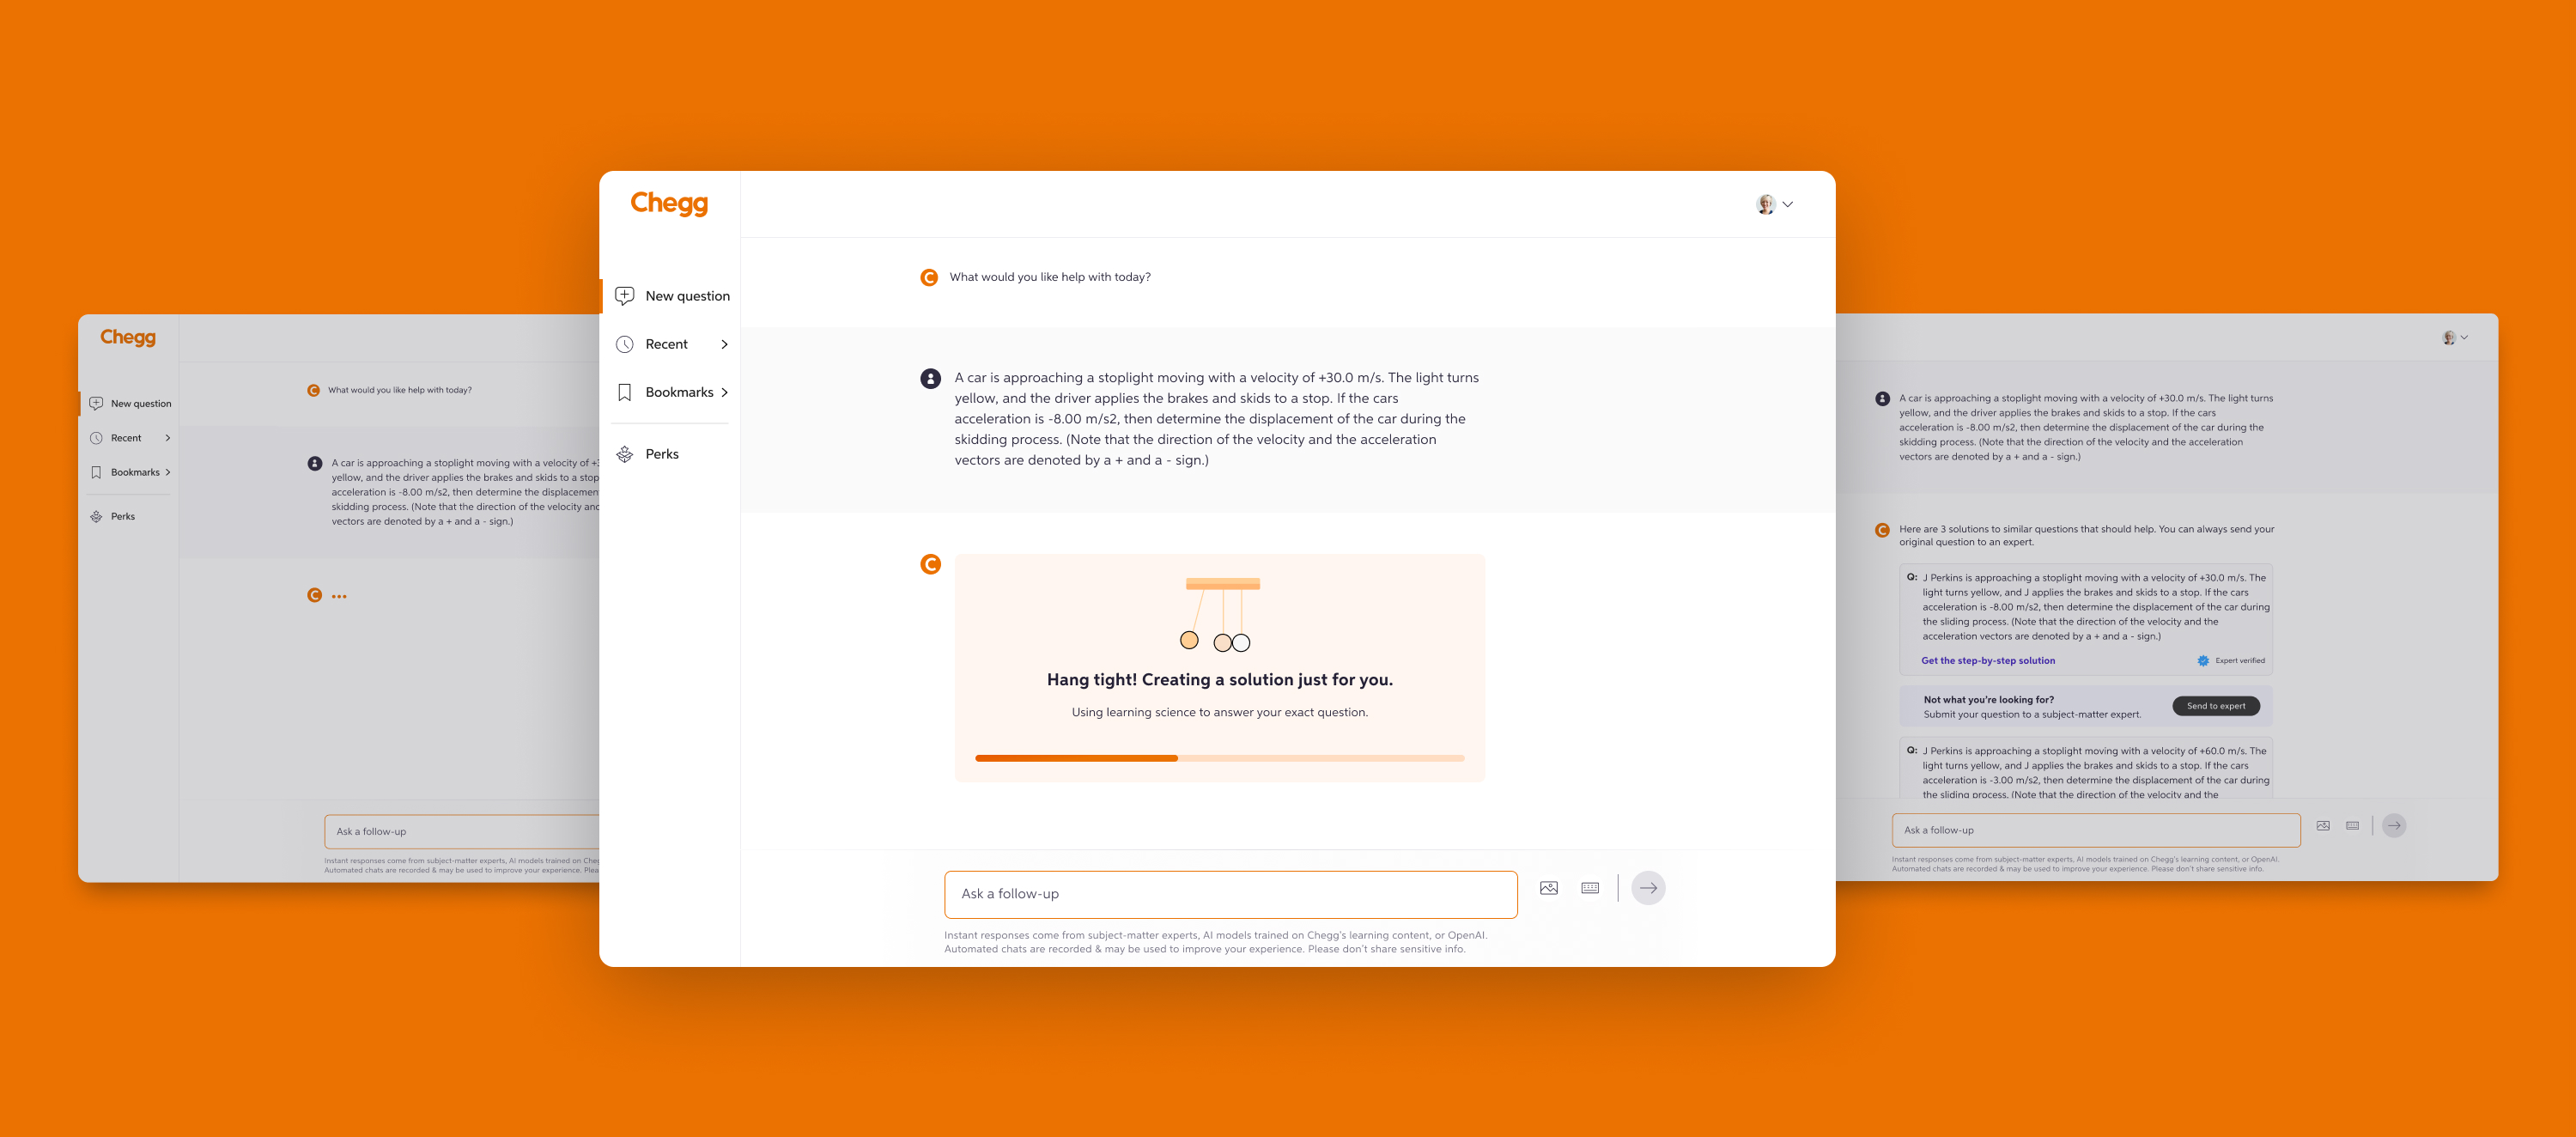 Chegg
New question
Recent
Bookmarks
Perks
What would you like help with today?
A car is approaching a stoplight moving with a velocity of +3
yellow, and the driver applies the brakes and skids to a stop
acceleration is -8.00 m/s2, then determine the displacemen
skidding process. (Note that the direction of the velocity and
vectors are denoted by a + and a - sign.)
Ask a follow-up
Instant responses come from subject-matter experts, AI models trained on Cheg
Automated chats are recorded & may be used to improve your experience. Plea
Chegg
New question
Recent
Bookmarks
Perks
What would you like help with today?
A car is approaching a stoplight moving with a velocity of +30.0 m/s. The light turns
yellow, and the driver applies the brakes and skids to a stop. If the cars
acceleration is -8.00 m/s2, then determine the displacement of the car during the
skidding process. (Note that the direction of the velocity and the acceleration
vectors are denoted by a + and a - sign.)
Hang tight! Creating a solution just for you.
Using learning science to answer your exact question.
Ask a follow-up
Instant responses come from subject-matter experts, AI models trained on Chegg's learning content, or OpenAI.
Automated chats are recorded & may be used to improve your experience. Please don't share sensitive info.
A car is approaching a stoplight moving with a velocity of +30.0 m/s. The light turns
yellow, and the driver applies the brakes and skids to a stop. If the cars
acceleration is -8.00 m/s2, then determine the displacement of the car during the
skidding process. (Note that the direction of the velocity and the acceleration
vectors are denoted by a + and a - sign.)
Here are 3 solutions to similar questions that should help. You can always send your
original question to an expert.
Q: J Perkins is approaching a stoplight moving with a velocity of +30.0 m/s. The
light turns yellow, and J applies the brakes and skids to a stop. If the cars
acceleration is -8.00 m/s2, then determine the displacement of the car during
the sliding process. (Note that the direction of the velocity and the
acceleration vectors are denoted by a + and a - sign.)
Get the step-by-step solution
Expert verified
Not what you're looking for?
Submit your question to a subject-matter expert.
Send to expert
Q: J Perkins is approaching a stoplight moving with a velocity of +60.0 m/s. The
light turns yellow, and J applies the brakes and skids to a stop. If the cars
acceleration is -3.00 m/s2, then determine the displacement of the car during
the sliding process. (Note that the direction of the velocity and the
Ask a follow-up
Instant responses come from subject-matter experts, AI models trained on Chegg's learning content, or OpenAI.
Automated chats are recorded & may be used to improve your experience. Please don't share sensitive info.